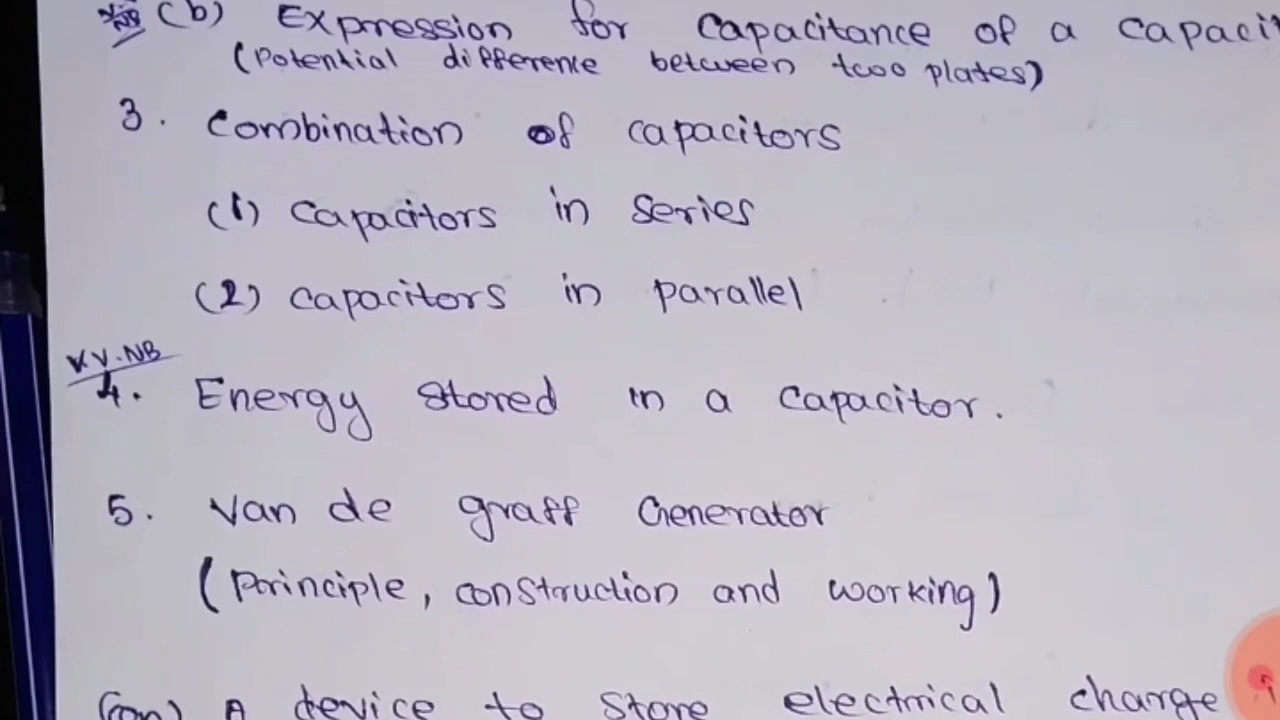 (b) Expression for Capacitance of a Capaci
(Potential difference between two plates)
3. Combination of capacitors
(1) Capacitors in series
(2) capacitors in parallel
V.V.NB
4. Energy stored in a capacitor.
5. Van de graff Generator
(Principle, construction and working)
A device to store electrical charge